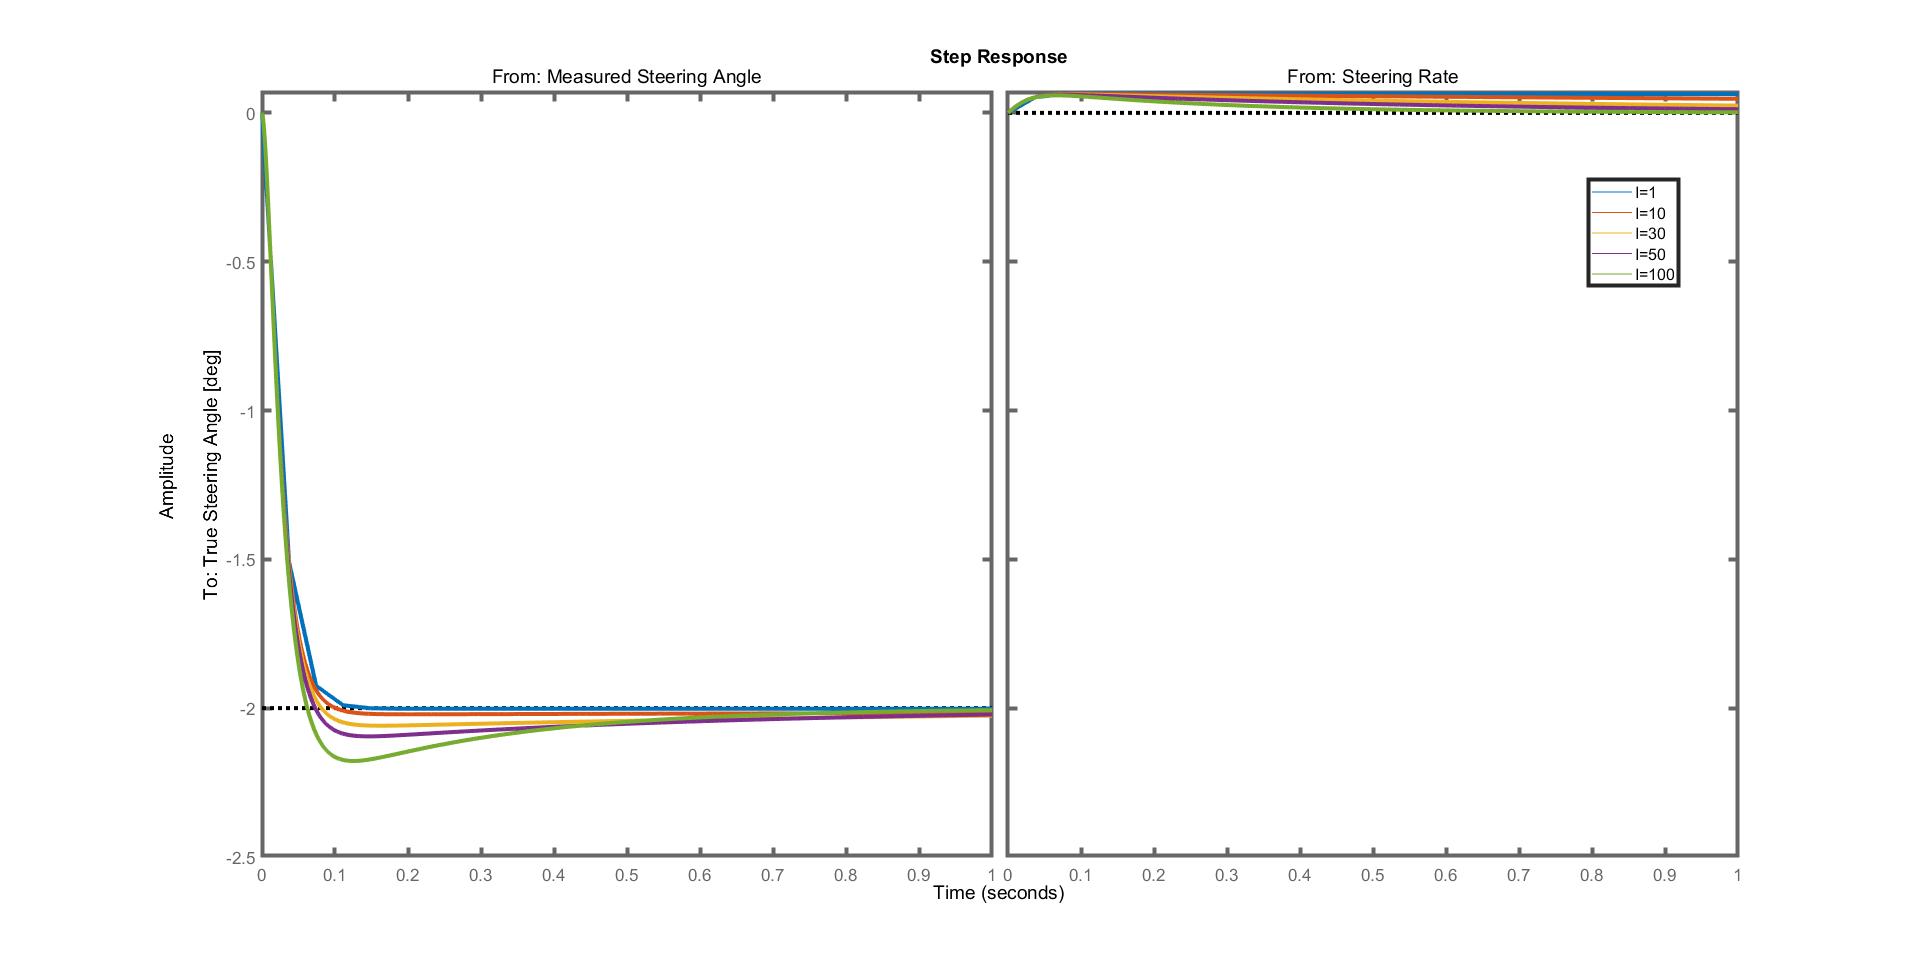 Step Response
From: Measured Steering Angle
From: Steering Rate
Amplitude
To: True Steering Angle [deg]
0
-0.5
-1
-1.5
-2
-2.5
I=1
I=10
I=30
I=50
I=100
0 0.1 0.2 0.3 0.4 0.5 0.6 0.7 0.8 0.9 1
0 0.1 0.2 0.3 0.4 0.5 0.6 0.7 0.8 0.9 1
Time (seconds)